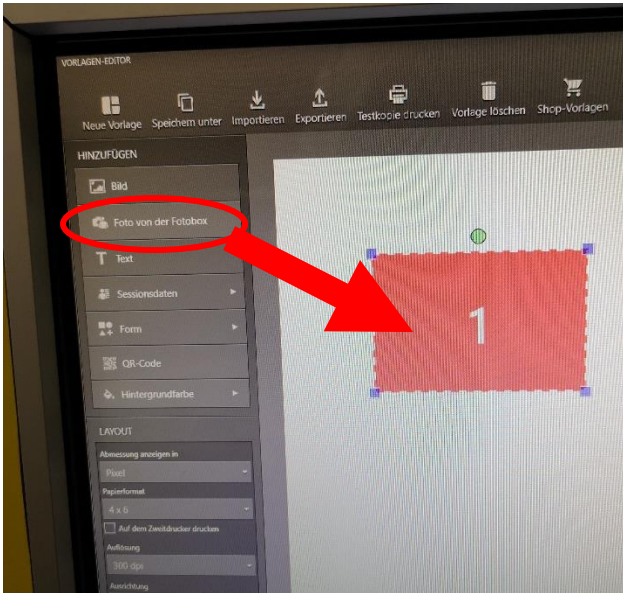 VORLAGEN-EDITOR
Neue Vorlage Speichern unter Importieren Exportieren Testkopie drucken Vorlage löschen Shop-Vorlagen
HINZUFÜGEN
Bild
Foto von der Fotobox
T Text
Sessionsdaten
Form
QR-Code
Hintergrundfarbe
1
LAYOUT
Abmessung anzeigen in
Pixel
Papierformat
4 x 6
Auf dem Zweitdrucker drucken
Auflösung
300 dpi
Ausrichtung